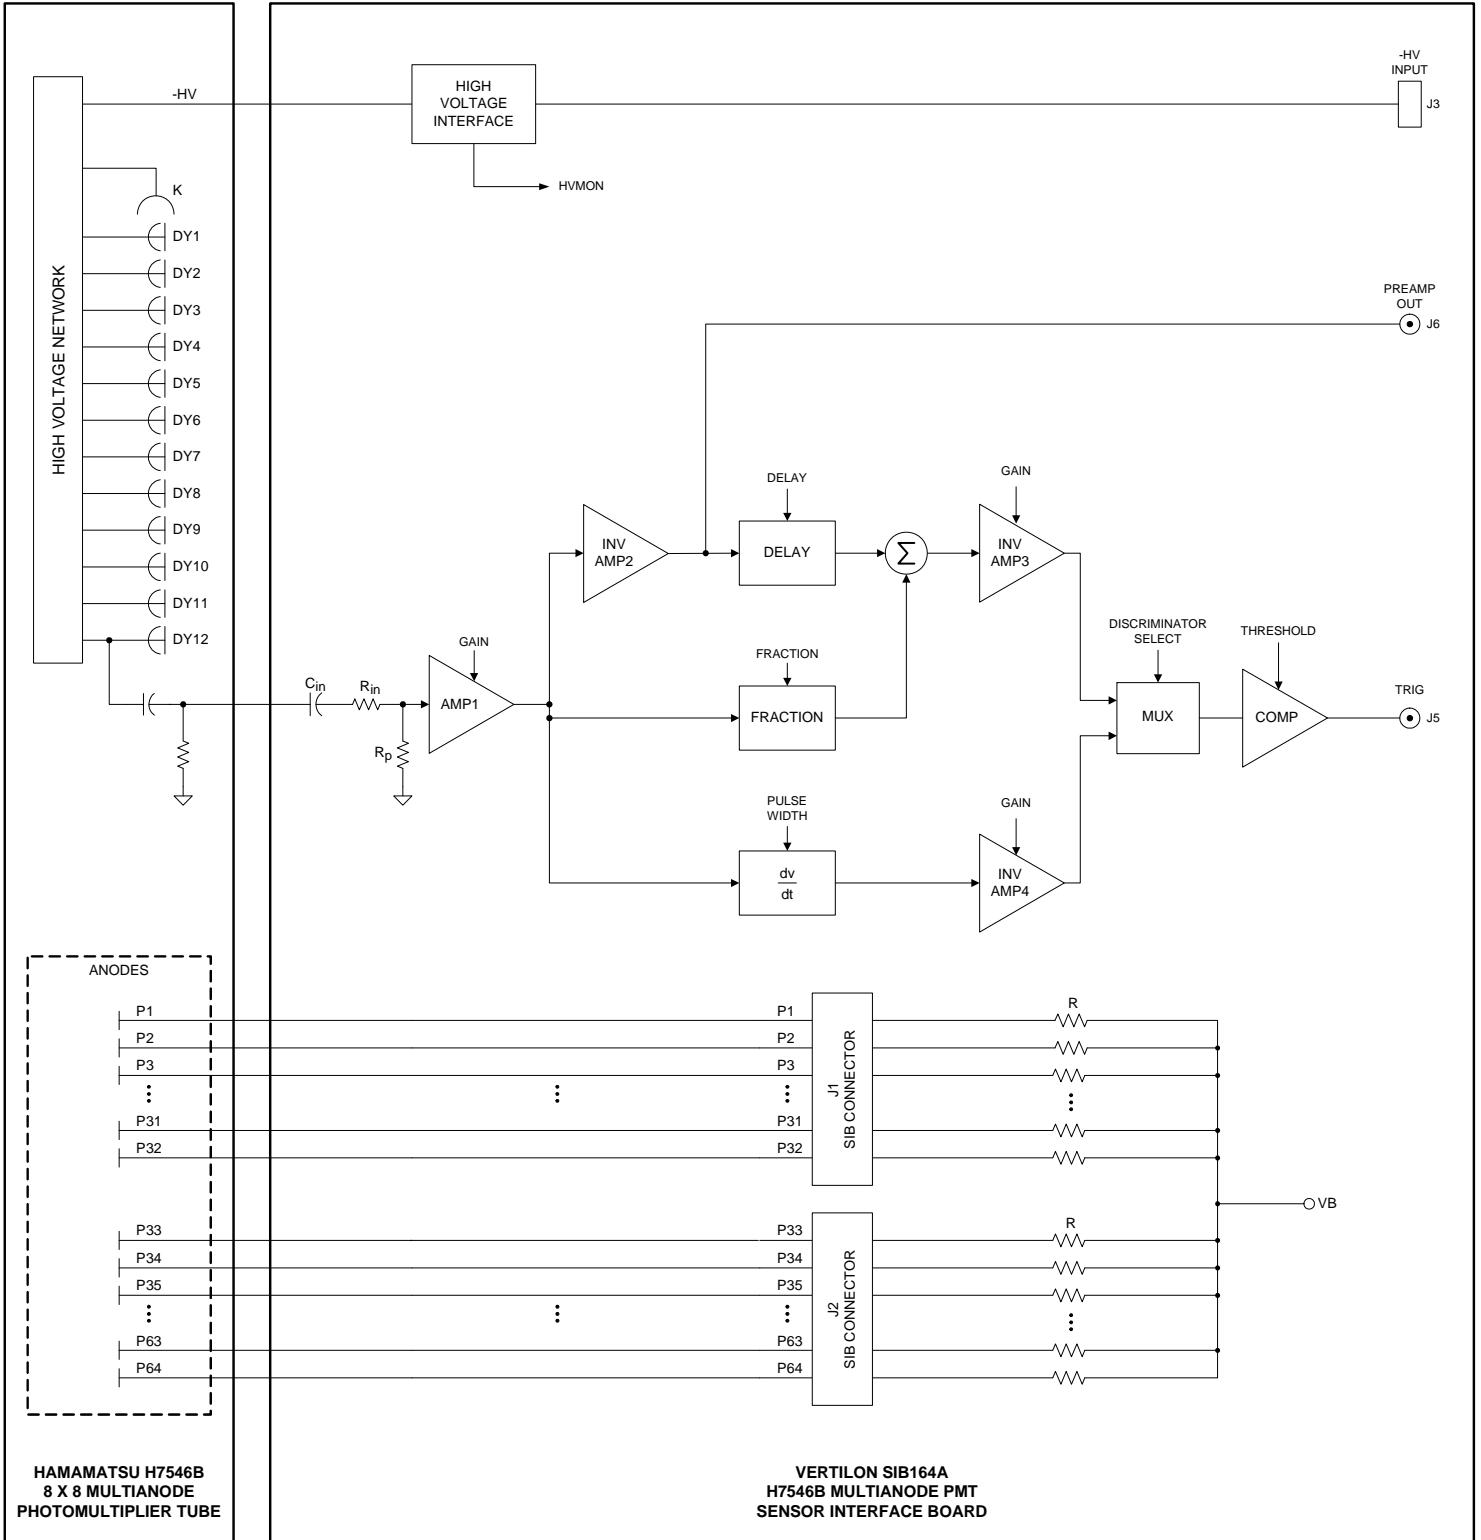 -HV
INPUT
J3
-HV
HIGH
VOLTAGE
INTERFACE
HVMON
HIGH VOLTAGE NETWORK
K
DY1
DY2
DY3
DY4
DY5
DY6
DY7
DY8
DY9
DY10
DY11
DY12
PREAMP
OUT
J6
DELAY
GAIN
INV
AMP2
DELAY
Σ
INV
AMP3
GAIN
FRACTION
DISCRIMINATOR
SELECT
THRESHOLD
Cin
Rin
Rp
AMP1
FRACTION
MUX
COMP
TRIG
J5
PULSE
WIDTH
GAIN
dv
dt
INV
AMP4
ANODES
P1
P2
P3
P31
P32
P33
P34
P35
P63
P64
P1
P2
P3
P31
P32
J1
SIB CONNECTOR
R
P33
P34
P35
P63
P64
J2
SIB CONNECTOR
R
VB
HAMAMATSU H7546B
8 X 8 MULTIANODE
PHOTOMULTIPLIER TUBE
VERTILON SIB164A
H7546B MULTIANODE PMT
SENSOR INTERFACE BOARD